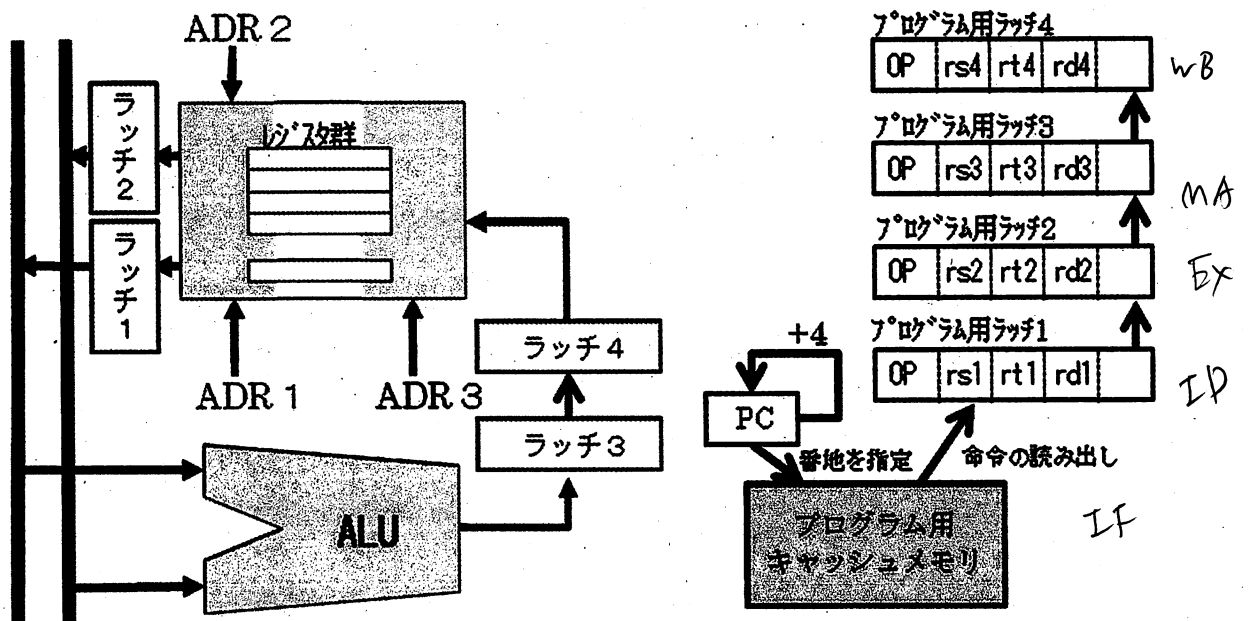 ADR 2
ラッチ2
レジスタ群
ラッチ1
ADR 1
ADR 3
ラッチ4
ラッチ3
ALU
プログラム用ラッチ4
OP rs4 rt4 rd4
WB
プログラム用ラッチ3
OP rs3 rt3 rd3
MA
プログラム用ラッチ2
OP rs2 rt2 rd2
EX
プログラム用ラッチ1
OP rs1 rt1 rd1
ID
+4
PC
番地を指定
命令の読み出し
プログラム用
キャッシュメモリ
IF